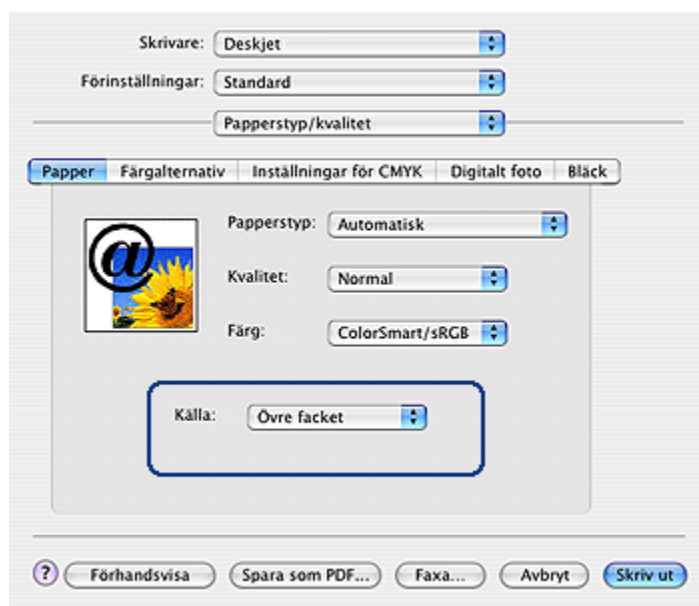 Skrivare: Deskjet
Förinställningar: Standard
Papperstyp/kvalitet
Papper Färgalternativ Inställningar för CMYK Digitalt foto Bläck
Papperstyp: Automatisk
@
Kvalitet: Normal
Färg: ColorSmart/sRGB
Källa: Övre facket
? Förhandsvisa Spara som PDF... Faxa... Avbryt Skriv ut